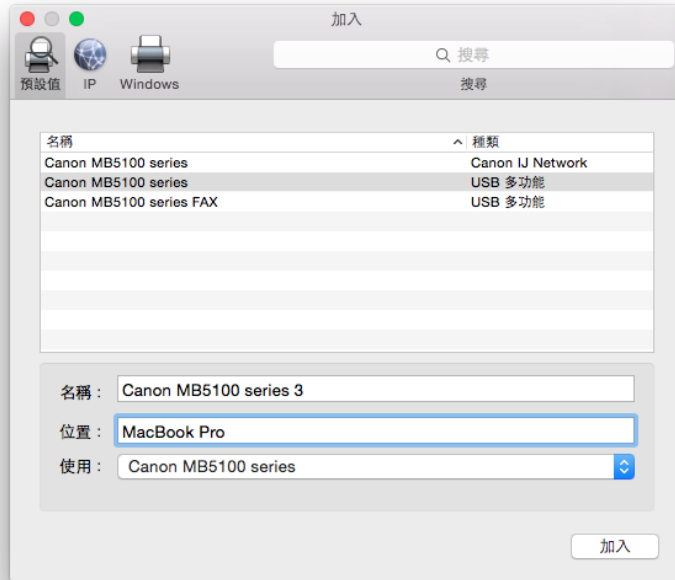 加入
搜尋
預設值 IP Windows 搜尋
名稱 種類
Canon MB5100 series Canon IJ Network
Canon MB5100 series USB 多功能
Canon MB5100 series FAX USB 多功能
名稱： Canon MB5100 series 3
位置： MacBook Pro
使用： Canon MB5100 series
加入